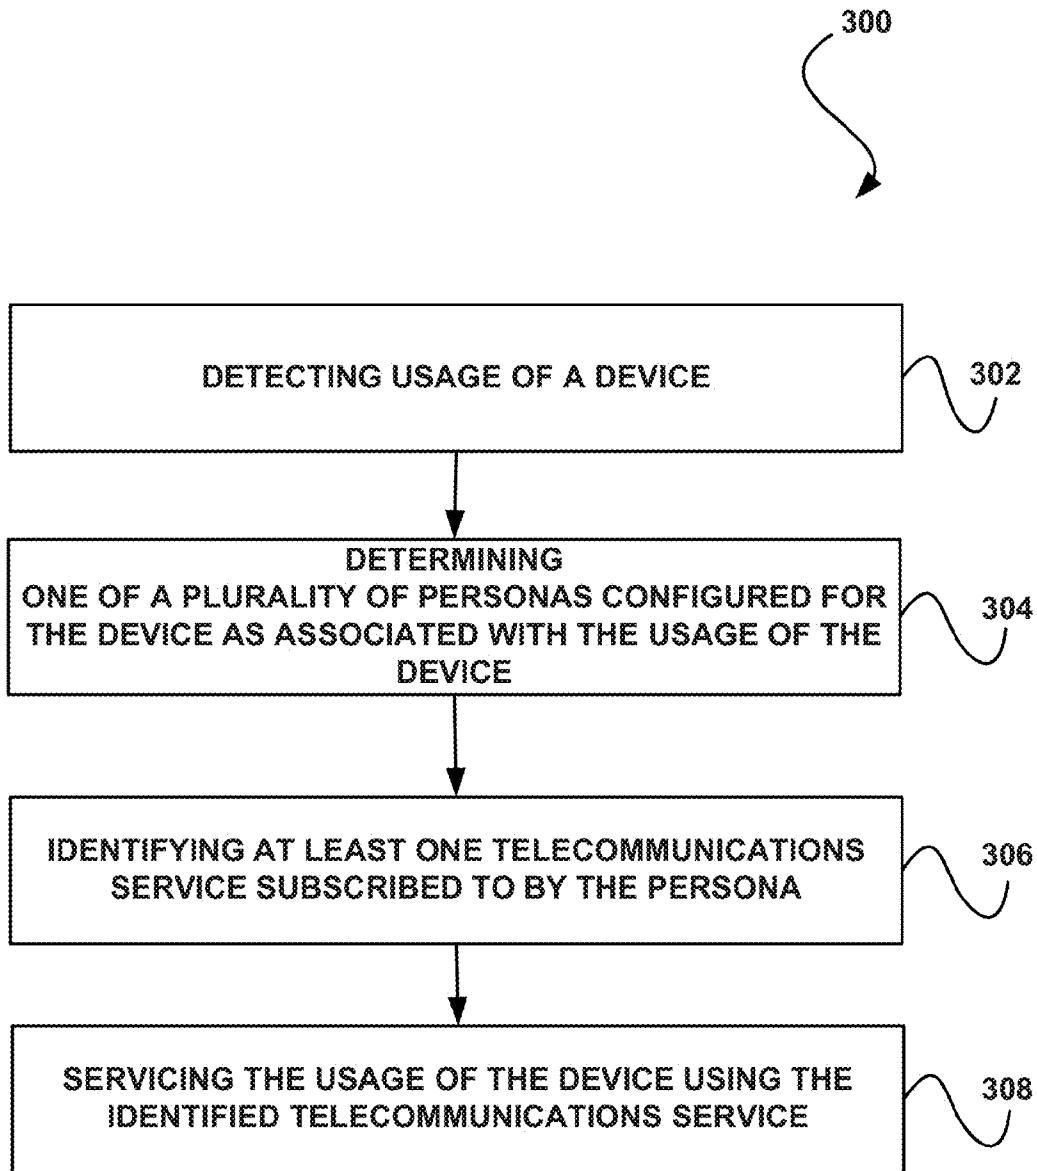 300
DETECTING USAGE OF A DEVICE
302
DETERMINING
ONE OF A PLURALITY OF PERSONAS CONFIGURED FOR
THE DEVICE AS ASSOCIATED WITH THE USAGE OF THE
DEVICE
304
IDENTIFYING AT LEAST ONE TELECOMMUNICATIONS
SERVICE SUBSCRIBED TO BY THE PERSONA
306
SERVICING THE USAGE OF THE DEVICE USING THE
IDENTIFIED TELECOMMUNICATIONS SERVICE
308